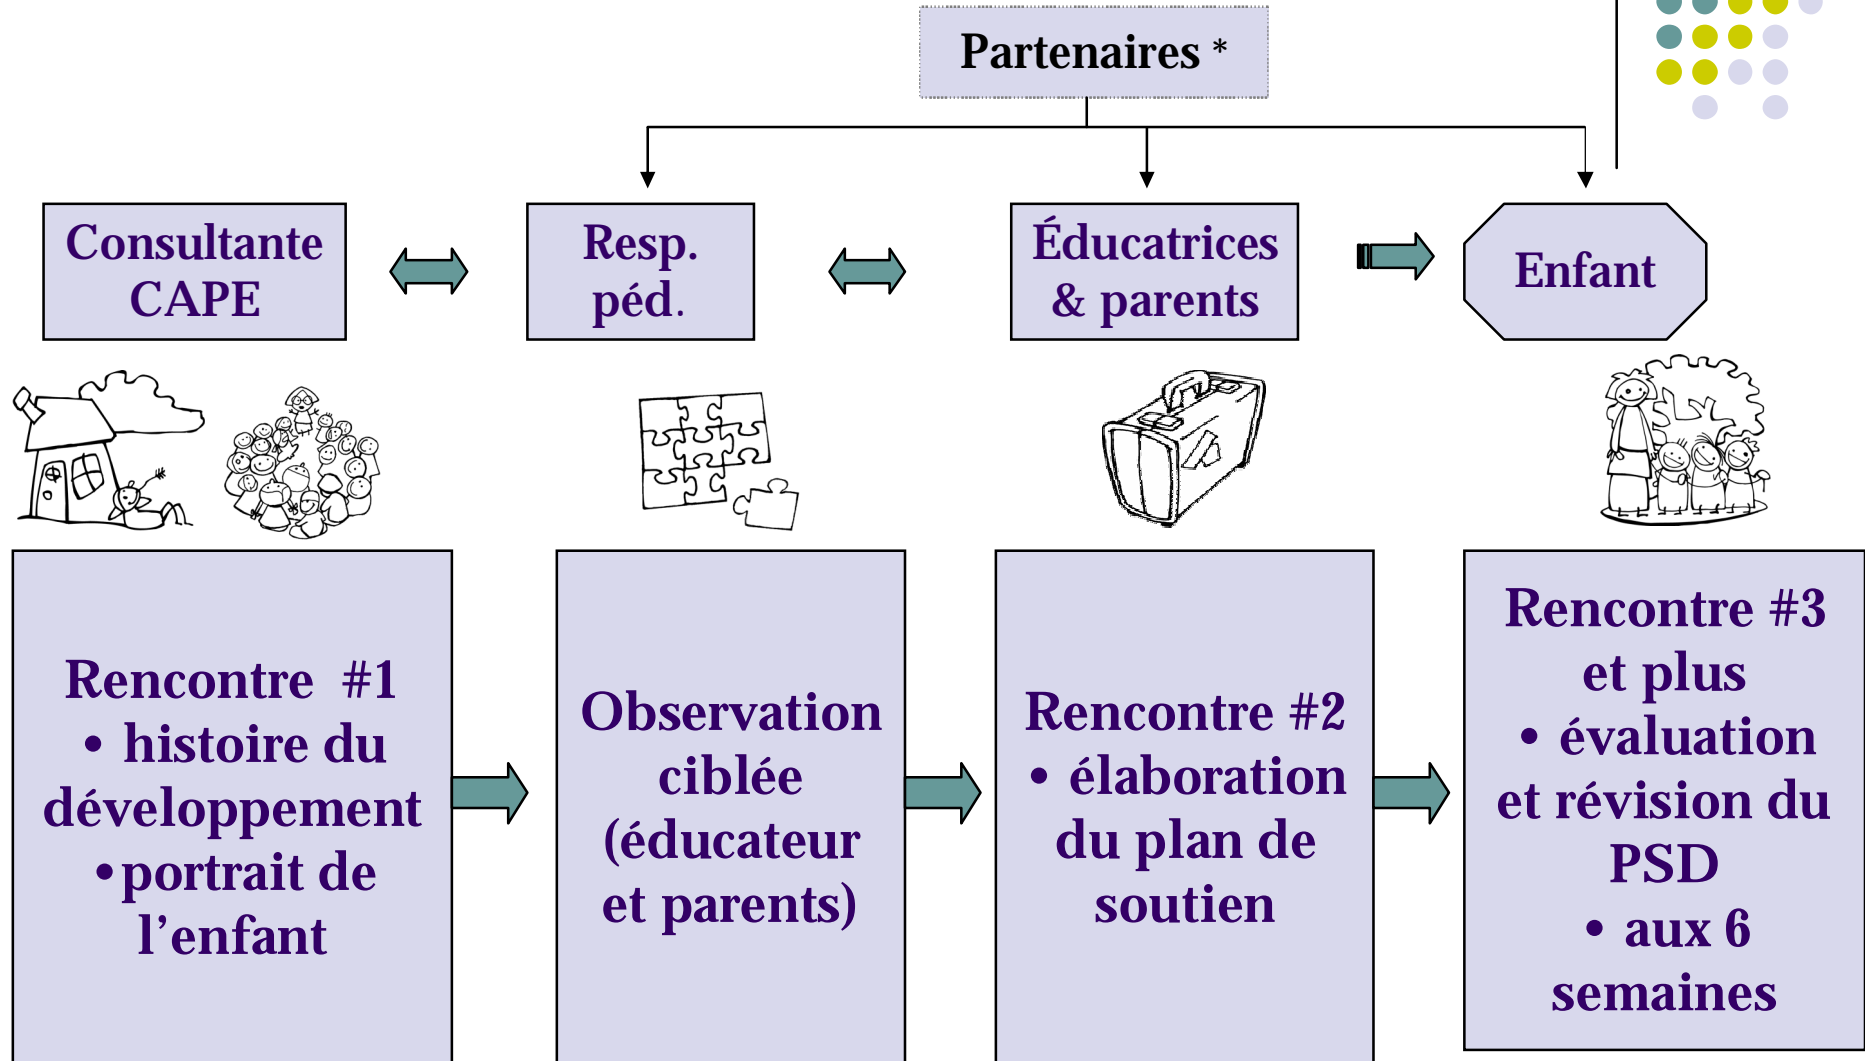 Partenaires *
Consultante
CAPE
Resp.
péd.
Éducatrices
& parents
Enfant
Rencontre #1
• histoire du
développement
•portrait de
l’enfant
Observation
ciblée
(éducateur
et parents)
Rencontre #2
• élaboration
du plan de
soutien
Rencontre #3
et plus
• évaluation
et révision du
PSD
• aux 6
semaines